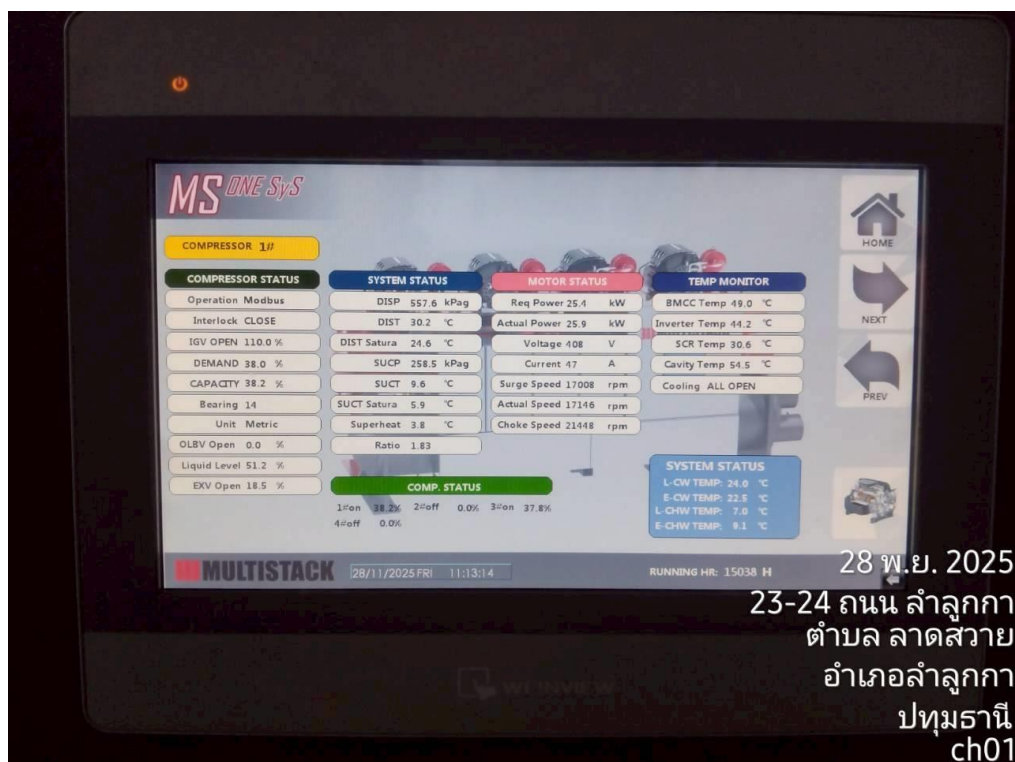 MS ONE SyS
COMPRESSOR 1#
COMPRESSOR STATUS
Operation Modbus
Interlock CLOSE
IGV OPEN 110.0 %
DEMAND 38.0 %
CAPACITY 38.2 %
Bearing 14
Unit Metric
OLBV Open 0.0 %
Liquid Level 51.2 %
EXV Open 18.5 %
SYSTEM STATUS
DISP 557.6 kPag
DIST 30.2 ℃
DIST Satura 24.6 ℃
SUCP 258.5 kPag
SUCT 9.6 ℃
SUCT Satura 5.9 ℃
Superheat 3.8 ℃
Ratio 1.83
MOTOR STATUS
Req Power 25.4 kW
Actual Power 25.9 kW
Voltage 408 V
Current 47 A
Surge Speed 17008 rpm
Actual Speed 17146 rpm
Choke Speed 21448 rpm
TEMP MONITOR
BMCC Temp 49.0 ℃
Inverter Temp 44.2 ℃
SCR Temp 30.6 ℃
Cavity Temp 54.5 ℃
Cooling ALL OPEN
COMP. STATUS
1#on 38.2% 2#off 0.0% 3#on 37.8%
4#off 0.0%
SYSTEM STATUS
L-CW TEMP: 24.0 ℃
E-CW TEMP: 22.5 ℃
L-CHW TEMP: 7.0 ℃
E-CHW TEMP: 9.1 ℃
HOME
NEXT
PREV
MULTISTACK 28/11/2025 FRI 11:13:14 RUNNING HR: 15038 H
WEINVIEW
28 พ.ย. 2025
23-24 ถนน ลำลูกกา
ตำบล ลาดสวาย
อำเภอลำลูกกา
ปทุมธานี
ch01